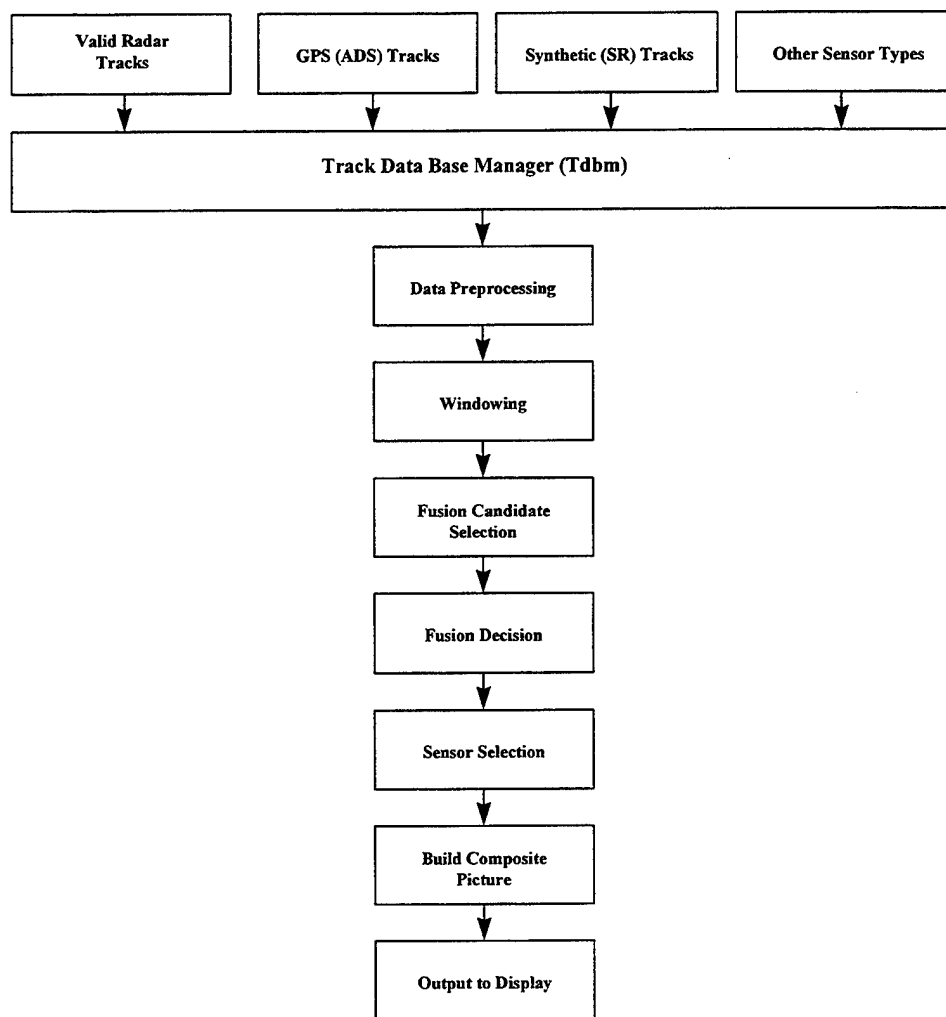 Valid Radar
Tracks
GPS (ADS) Tracks
Synthetic (SR) Tracks
Other Sensor Types
Track Data Base Manager (Tdbm)
Data Preprocessing
Windowing
Fusion Candidate
Selection
Fusion Decision
Sensor Selection
Build Composite
Picture
Output to Display